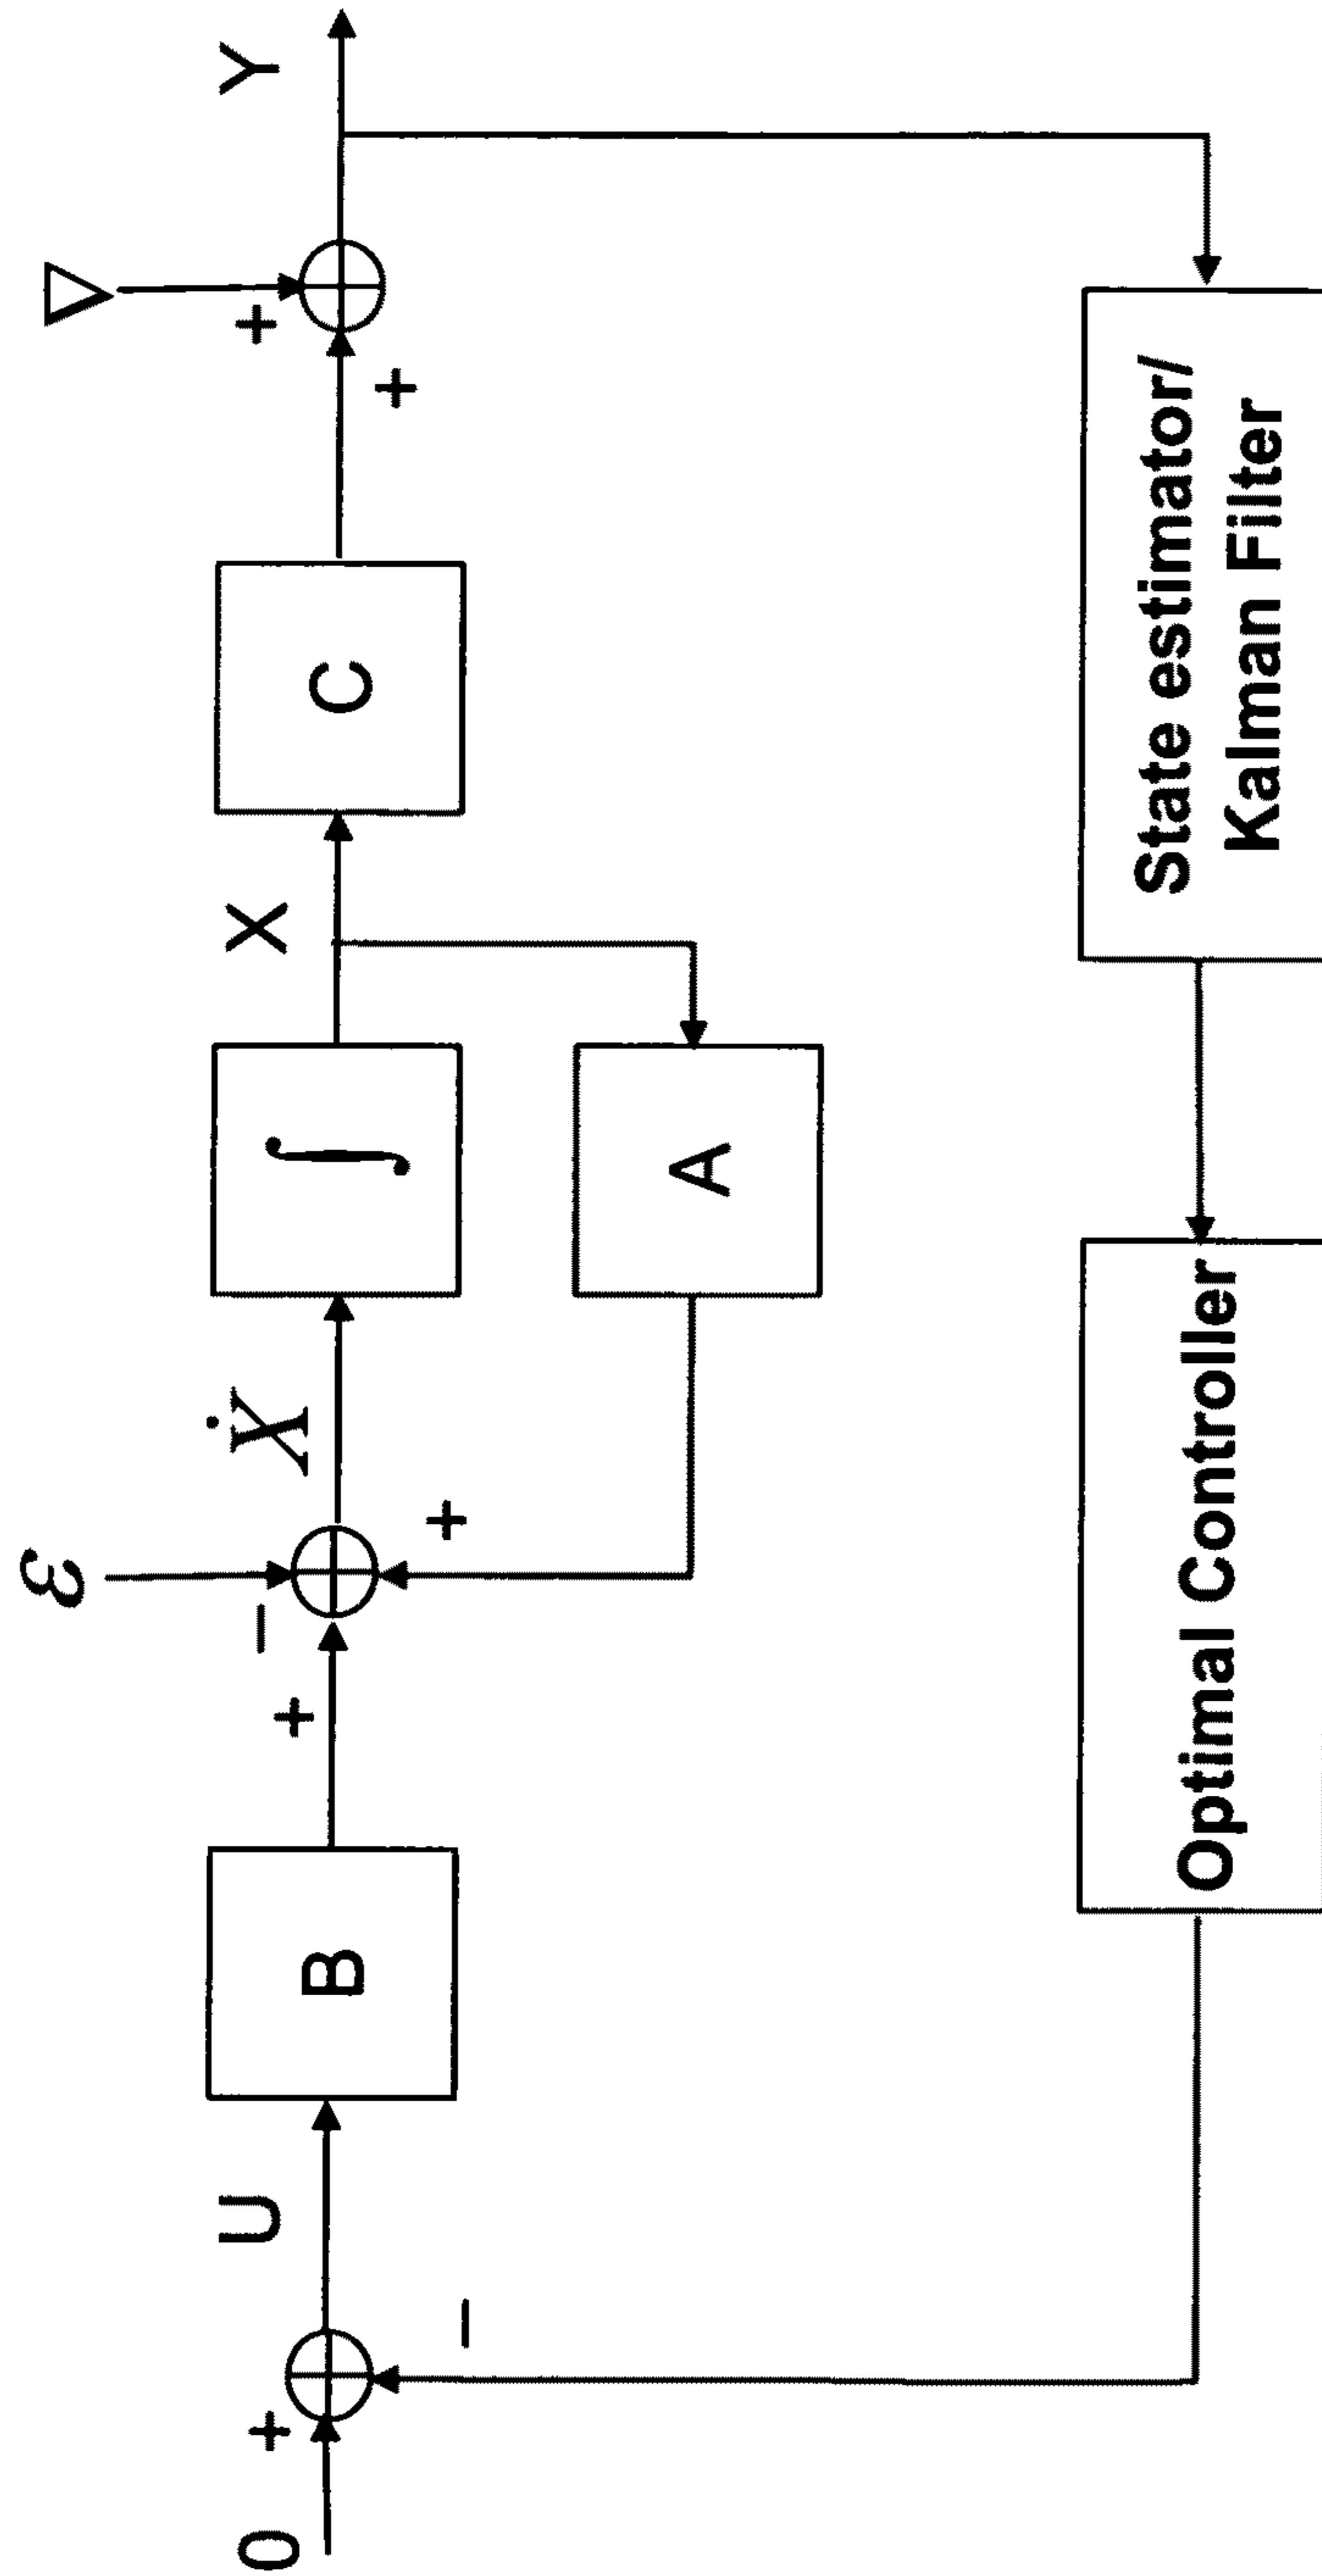 ε
∇
0
+
−
U
B
+
−
+
Ẋ
∫
X
A
C
+
+
Y
Optimal Controller
State estimator/
Kalman Filter